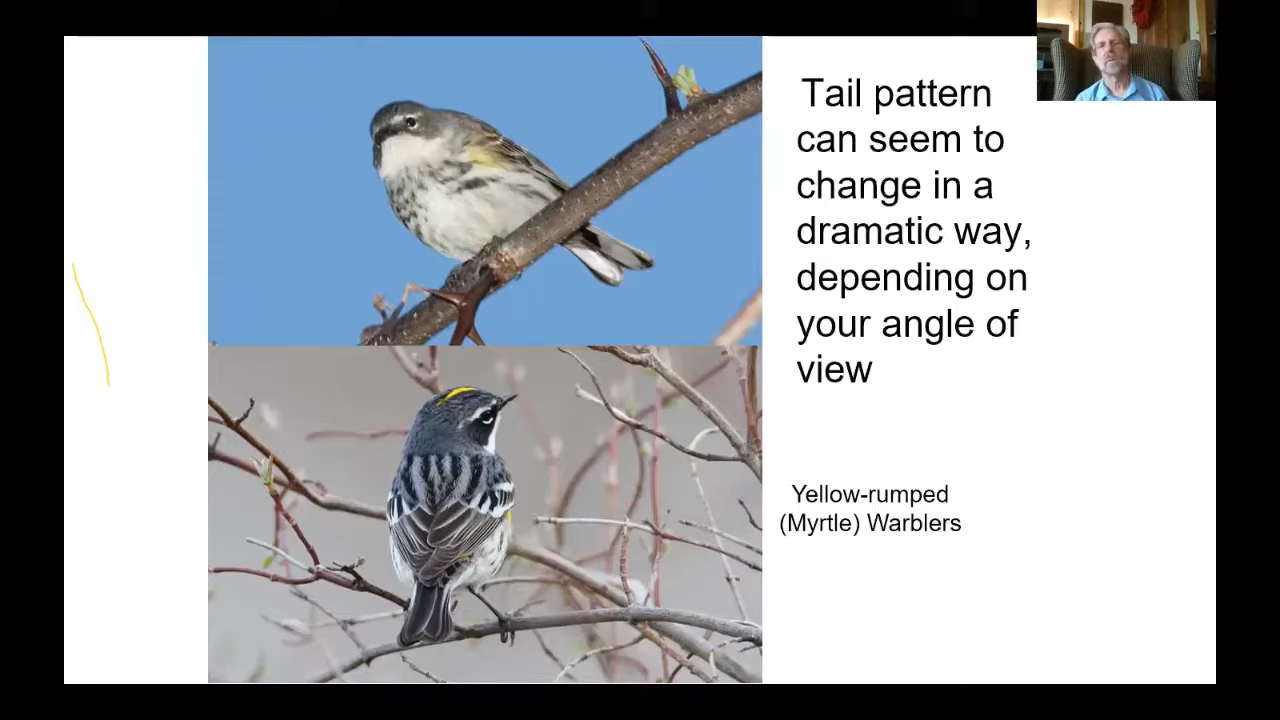 Tail pattern
can seem to
change in a
dramatic way,
depending on
your angle of
view
Yellow-rumped
(Myrtle) Warblers